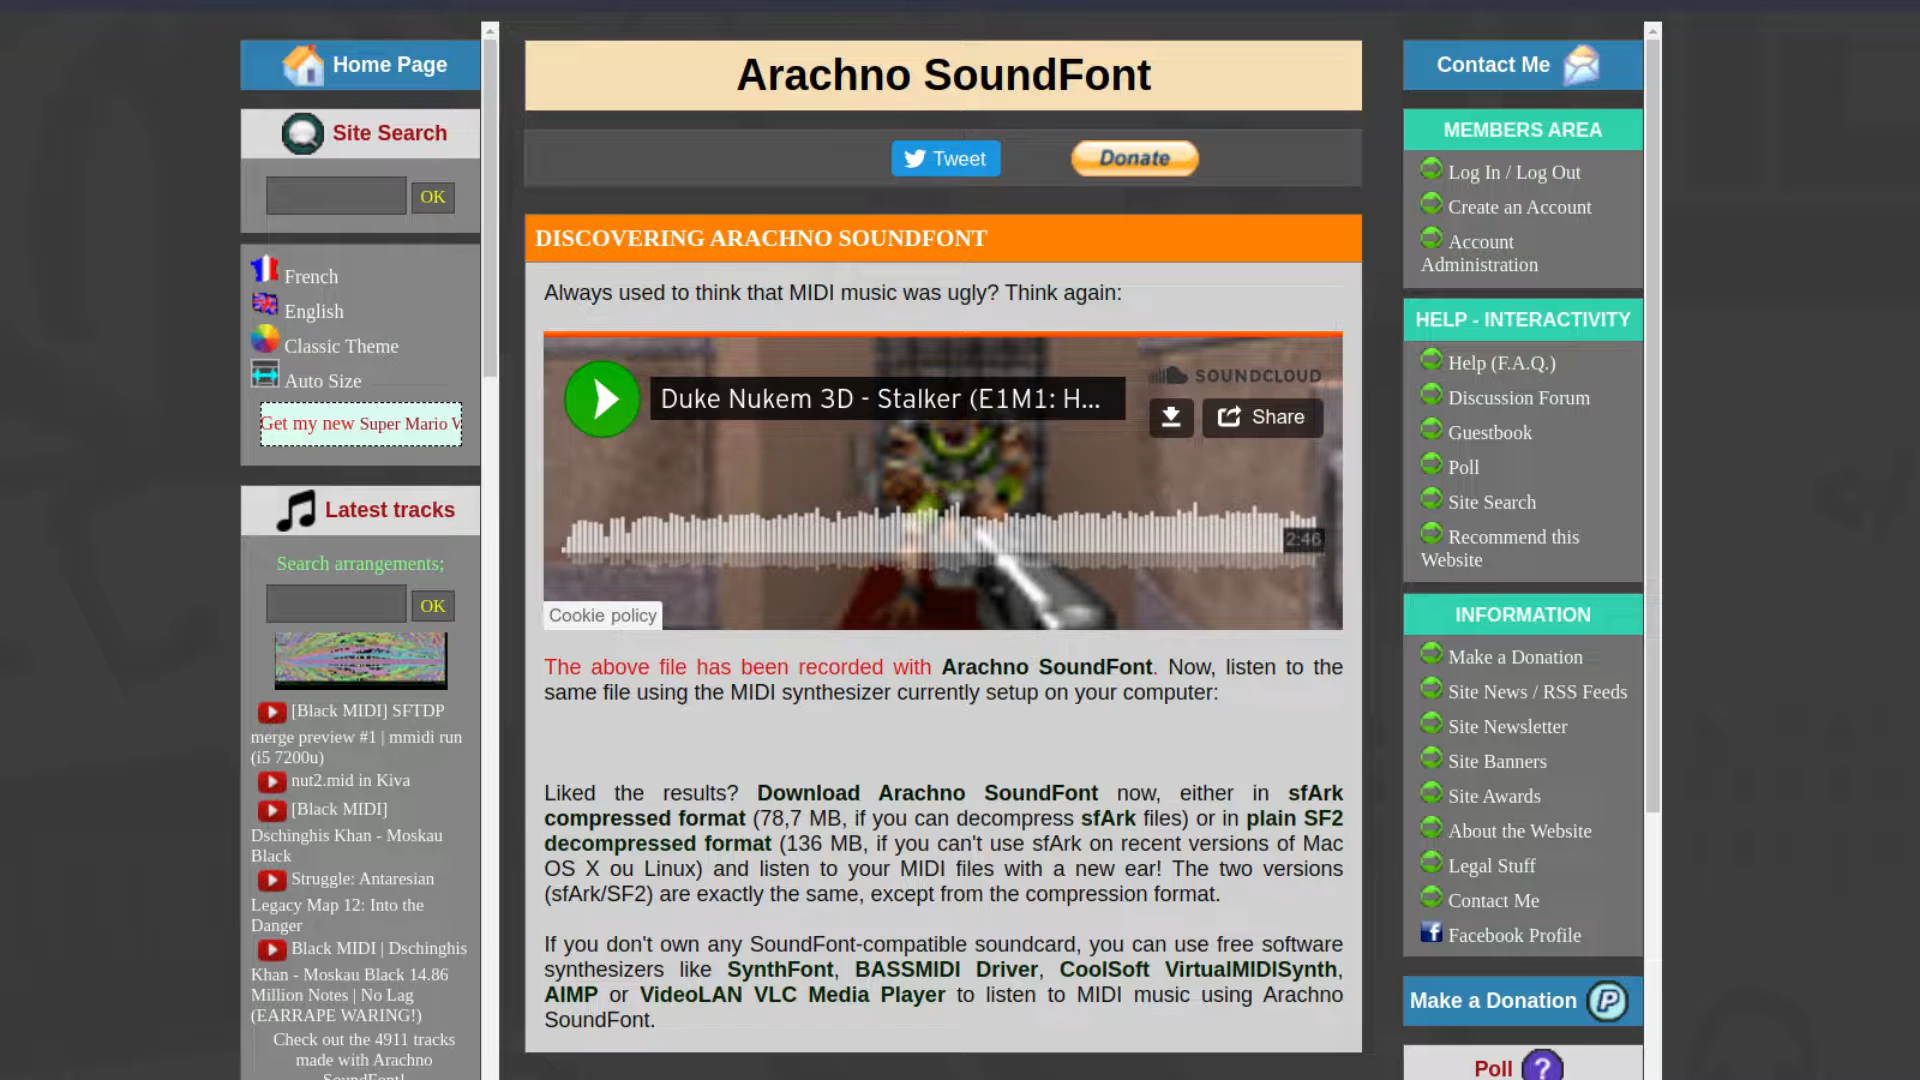 Home Page
Site Search
OK
French
English
Classic Theme
Auto Size
Get my new Super Mario W
Latest tracks
Search arrangements;
OK
[Black MIDI] SFTDP
merge preview #1 | mmidi run
(i5 7200u)
nut2.mid in Kiva
[Black MIDI]
Dschinghis Khan - Moskau
Black
Struggle: Antaresian
Legacy Map 12: Into the
Danger
Black MIDI | Dschinghis
Khan - Moskau Black 14.86
Million Notes | No Lag
(EARRAPE WARING!)
Check out the 4911 tracks
made with Arachno
SoundFont!
Arachno SoundFont
Tweet
Donate
DISCOVERING ARACHNO SOUNDFONT
Always used to think that MIDI music was ugly? Think again:
Duke Nukem 3D - Stalker (E1M1: H...
SOUNDCLOUD
Share
2:46
Cookie policy
The above file has been recorded with Arachno SoundFont. Now, listen to the
same file using the MIDI synthesizer currently setup on your computer:
Liked the results? Download Arachno SoundFont now, either in sfArk
compressed format (78,7 MB, if you can decompress sfArk files) or in plain SF2
decompressed format (136 MB, if you can't use sfArk on recent versions of Mac
OS X ou Linux) and listen to your MIDI files with a new ear! The two versions
(sfArk/SF2) are exactly the same, except from the compression format.
If you don't own any SoundFont-compatible soundcard, you can use free software
synthesizers like SynthFont, BASSMIDI Driver, CoolSoft VirtualMIDISynth,
AIMP or VideoLAN VLC Media Player to listen to MIDI music using Arachno
SoundFont.
Contact Me
MEMBERS AREA
Log In / Log Out
Create an Account
Account
Administration
HELP - INTERACTIVITY
Help (F.A.Q.)
Discussion Forum
Guestbook
Poll
Site Search
Recommend this
Website
INFORMATION
Make a Donation
Site News / RSS Feeds
Site Newsletter
Site Banners
Site Awards
About the Website
Legal Stuff
Contact Me
Facebook Profile
Make a Donation
Poll